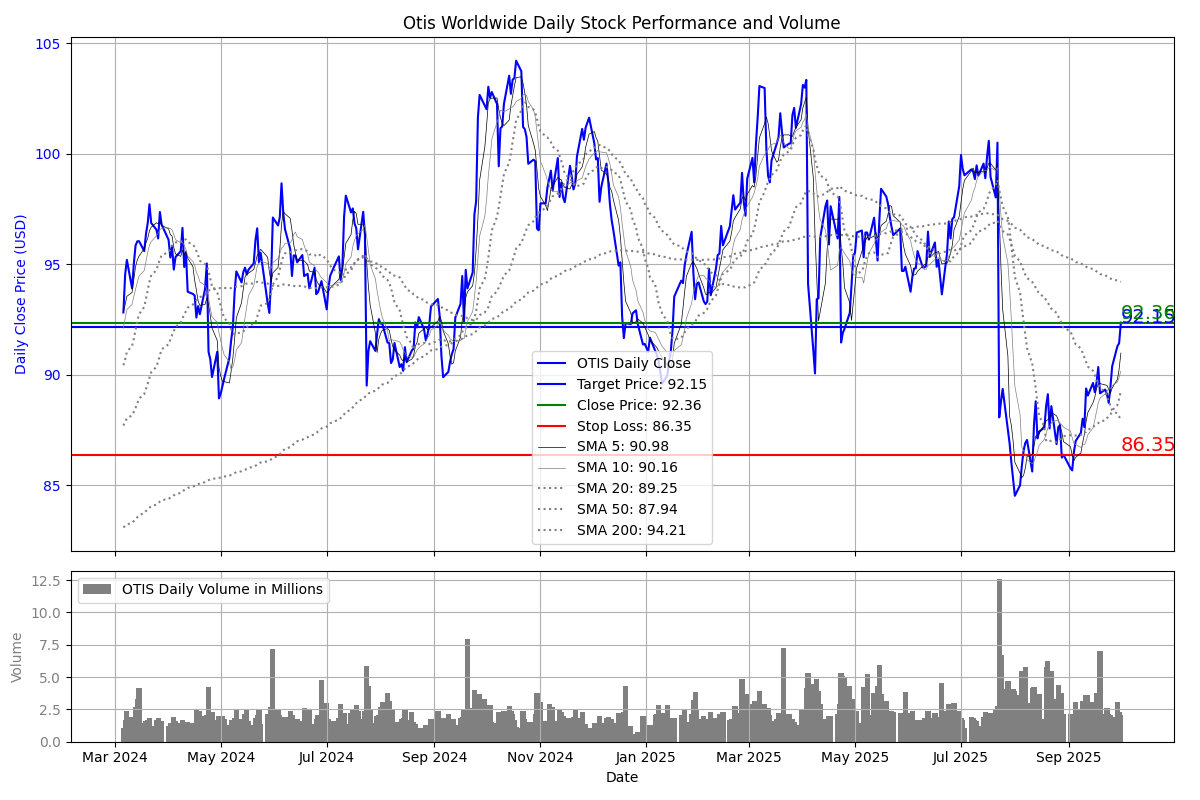 Otis Worldwide Daily Stock Performance and Volume
Daily Close Price (USD)
105
100
95
90
85
92.36
92.15
86.35
OTIS Daily Close
Target Price: 92.15
Close Price: 92.36
Stop Loss: 86.35
SMA 5: 90.98
SMA 10: 90.16
SMA 20: 89.25
SMA 50: 87.94
SMA 200: 94.21
Volume
12.5
10.0
7.5
5.0
2.5
0.0
OTIS Daily Volume in Millions
Mar 2024 May 2024 Jul 2024 Sep 2024 Nov 2024 Jan 2025 Mar 2025 May 2025 Jul 2025 Sep 2025
Date